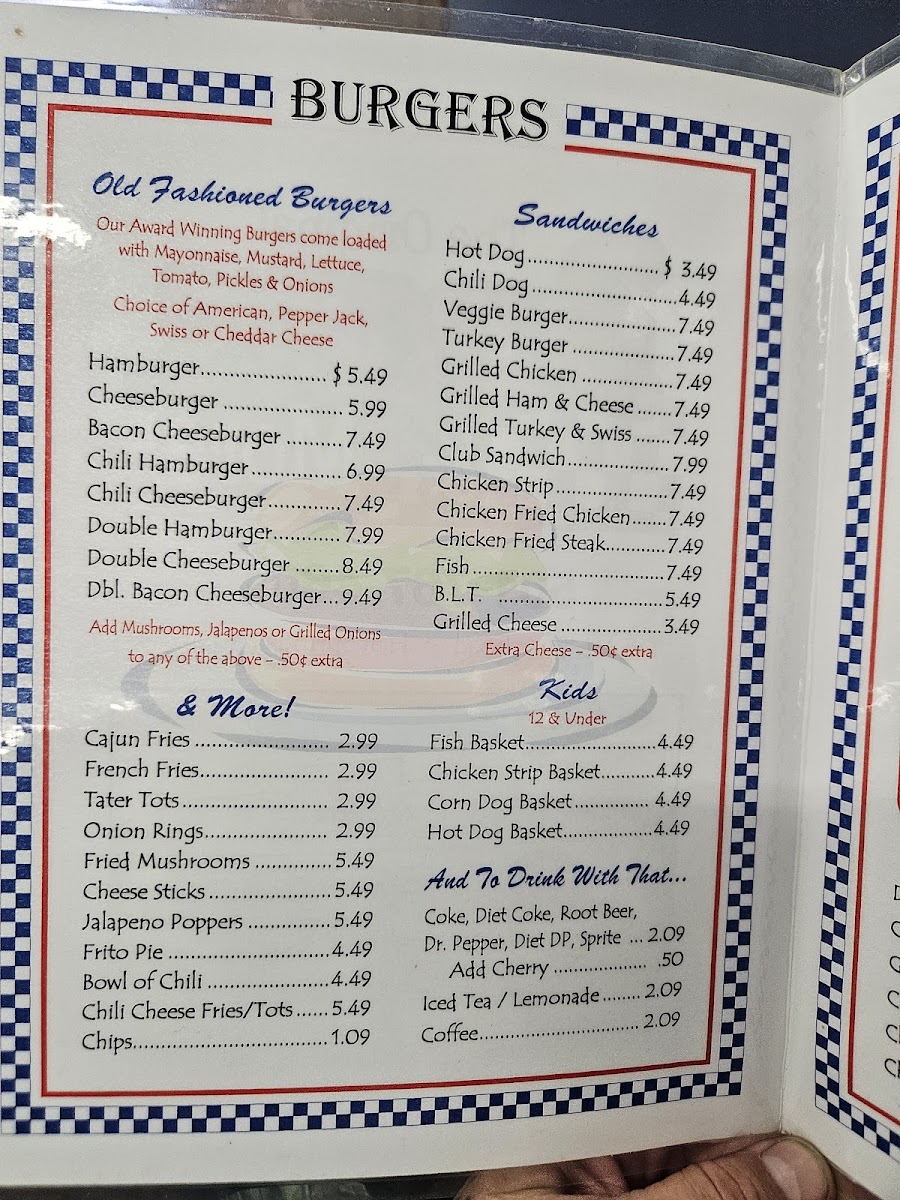 BURGERS
Old Fashioned Burgers
Our Award Winning Burgers come loaded
with Mayonnaise, Mustard, Lettuce,
Tomato, Pickles & Onions
Choice of American, Pepper Jack,
Swiss or Cheddar Cheese
Hamburger...................... $ 5.49
Cheeseburger ..................... 5.99
Bacon Cheeseburger ..........7.49
Chili Hamburger................ 6.99
Chili Cheeseburger.............7.49
Double Hamburger............7.99
Double Cheeseburger ........8.49
Dbl. Bacon Cheeseburger...9.49
Add Mushrooms, Jalapenos or Grilled Onions
to any of the above - .50¢ extra
& More!
Cajun Fries ........................ 2.99
French Fries....................... 2.99
Tater Tots.......................... 2.99
Onion Rings...................... 2.99
Fried Mushrooms .............5.49
Cheese Sticks .....................5.49
Jalapeno Poppers ..............5.49
Frito Pie .............................4.49
Bowl of Chili .....................4.49
Chili Cheese Fries/Tots......5.49
Chips..................................1.09
Sandwiches
Hot Dog.......................... $ 3.49
Chili Dog..........................4.49
Veggie Burger...................7.49
Turkey Burger ..................7.49
Grilled Chicken .................7.49
Grilled Ham & Cheese .......7.49
Grilled Turkey & Swiss .......7.49
Club Sandwich...................7.99
Chicken Strip.....................7.49
Chicken Fried Chicken.......7.49
Chicken Fried Steak...........7.49
Fish...................................7.49
B.L.T. ..............................5.49
Grilled Cheese ...................3.49
Extra Cheese - .50¢ extra
Kids
12 & Under
Fish Basket........................4.49
Chicken Strip Basket..........4.49
Corn Dog Basket.............. 4.49
Hot Dog Basket.................4.49
And To Drink With That...
Coke, Diet Coke, Root Beer,
Dr. Pepper, Diet DP, Sprite ... 2.09
Add Cherry ................. .50
Iced Tea / Lemonade........ 2.09
Coffee............................. 2.09